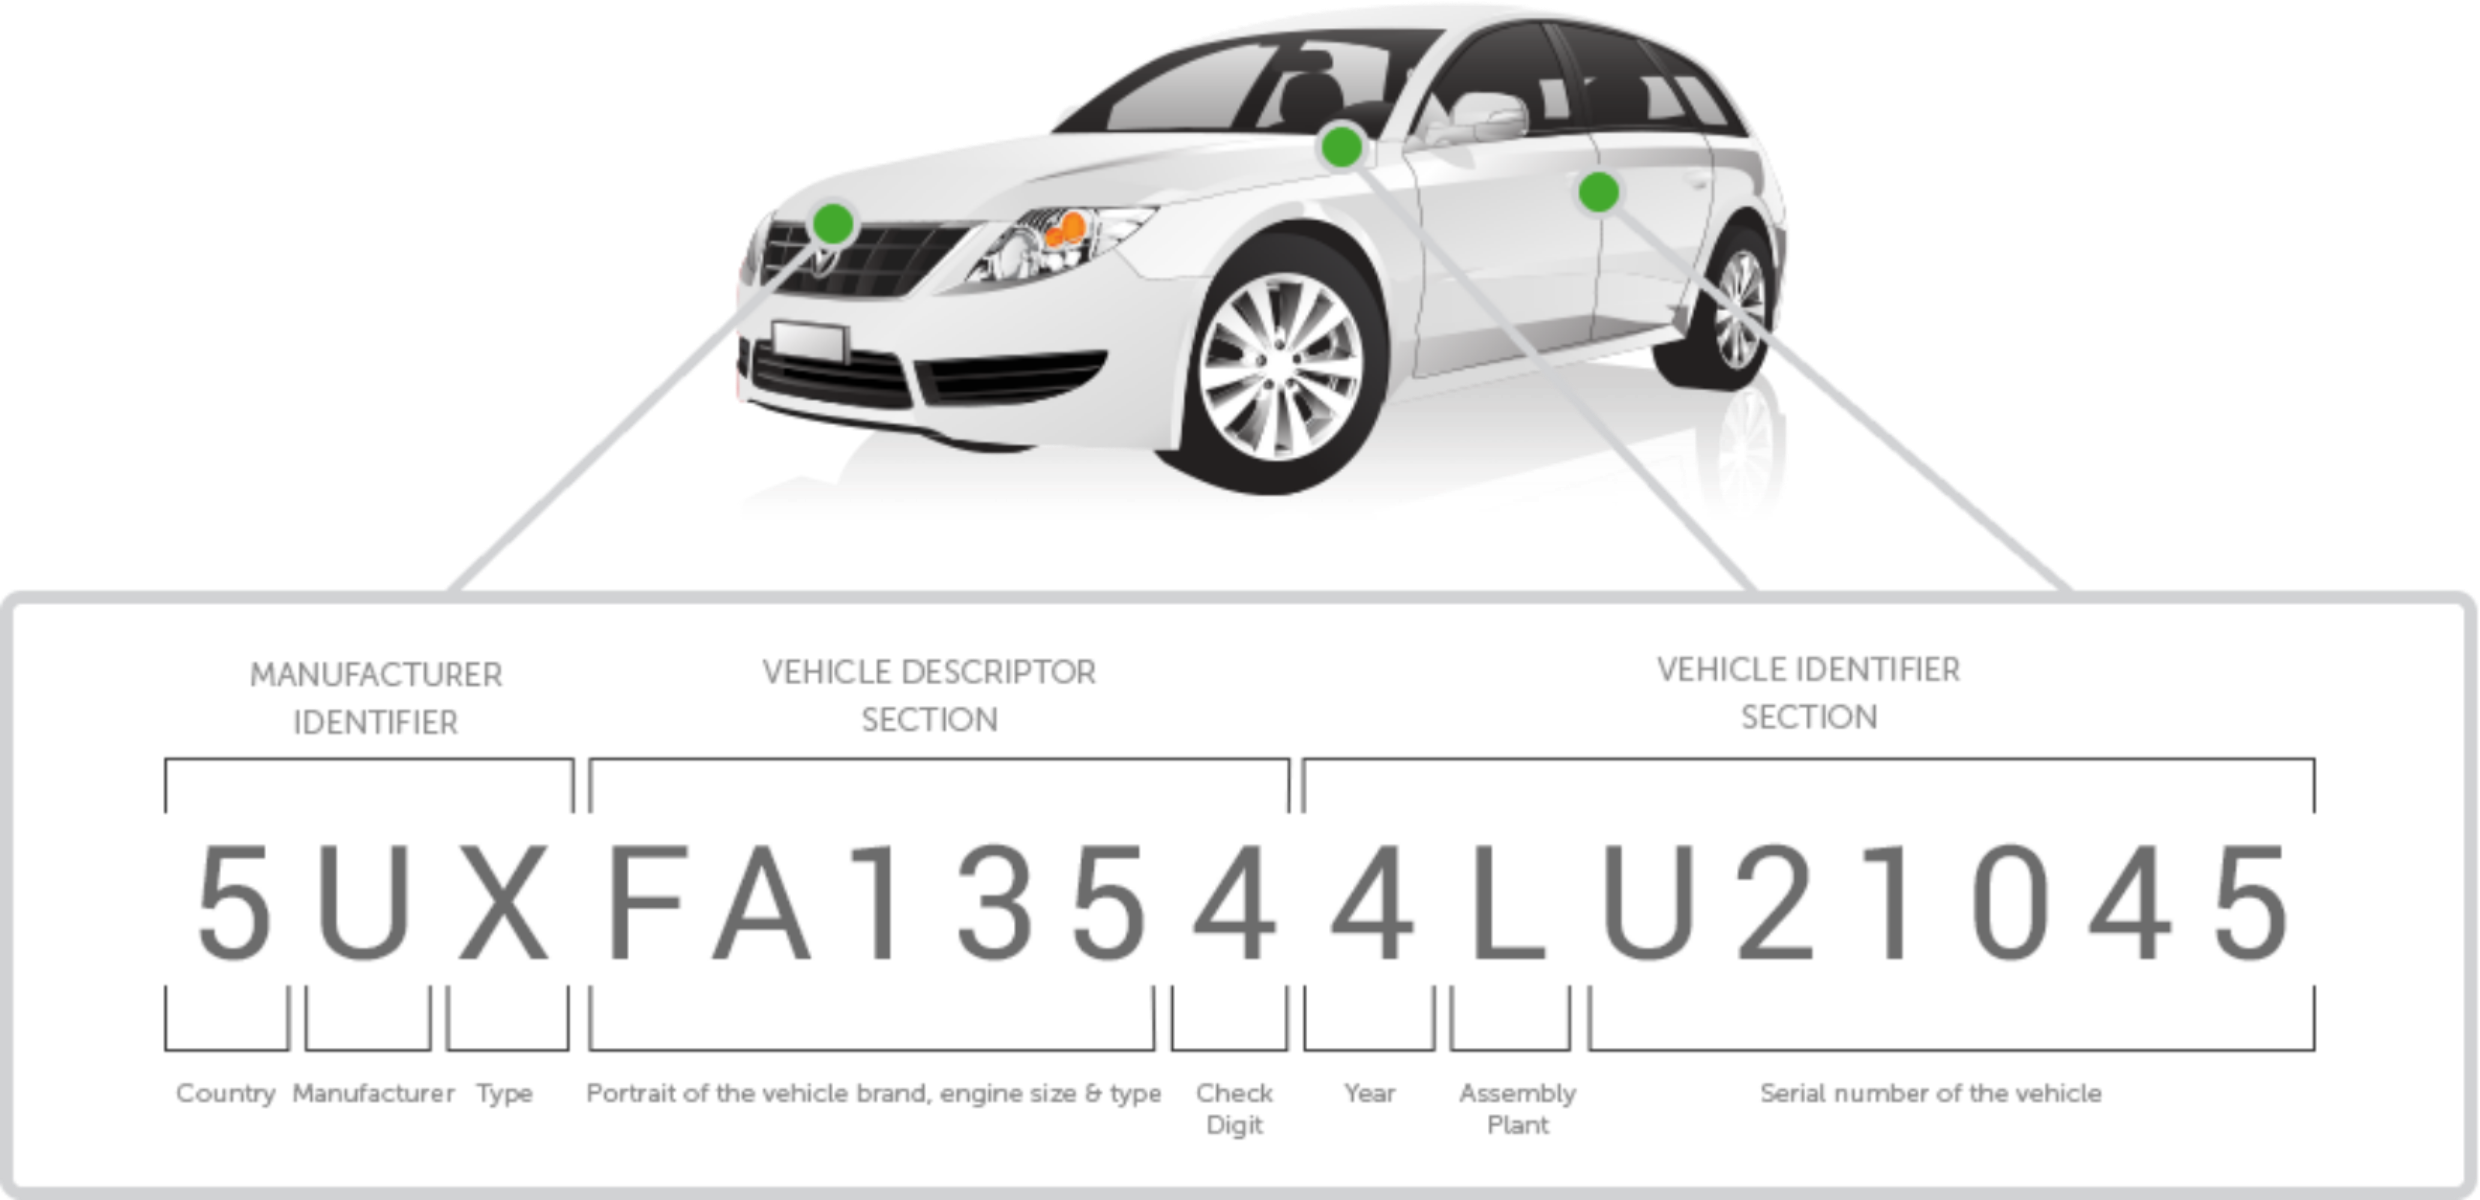 MANUFACTURER
IDENTIFIER
VEHICLE DESCRIPTOR
SECTION
VEHICLE IDENTIFIER
SECTION
5UXFA13544LU21045
Country
Manufacturer
Type
Portrait of the vehicle brand, engine size & type
Check
Digit
Year
Assembly
Plant
Serial number of the vehicle